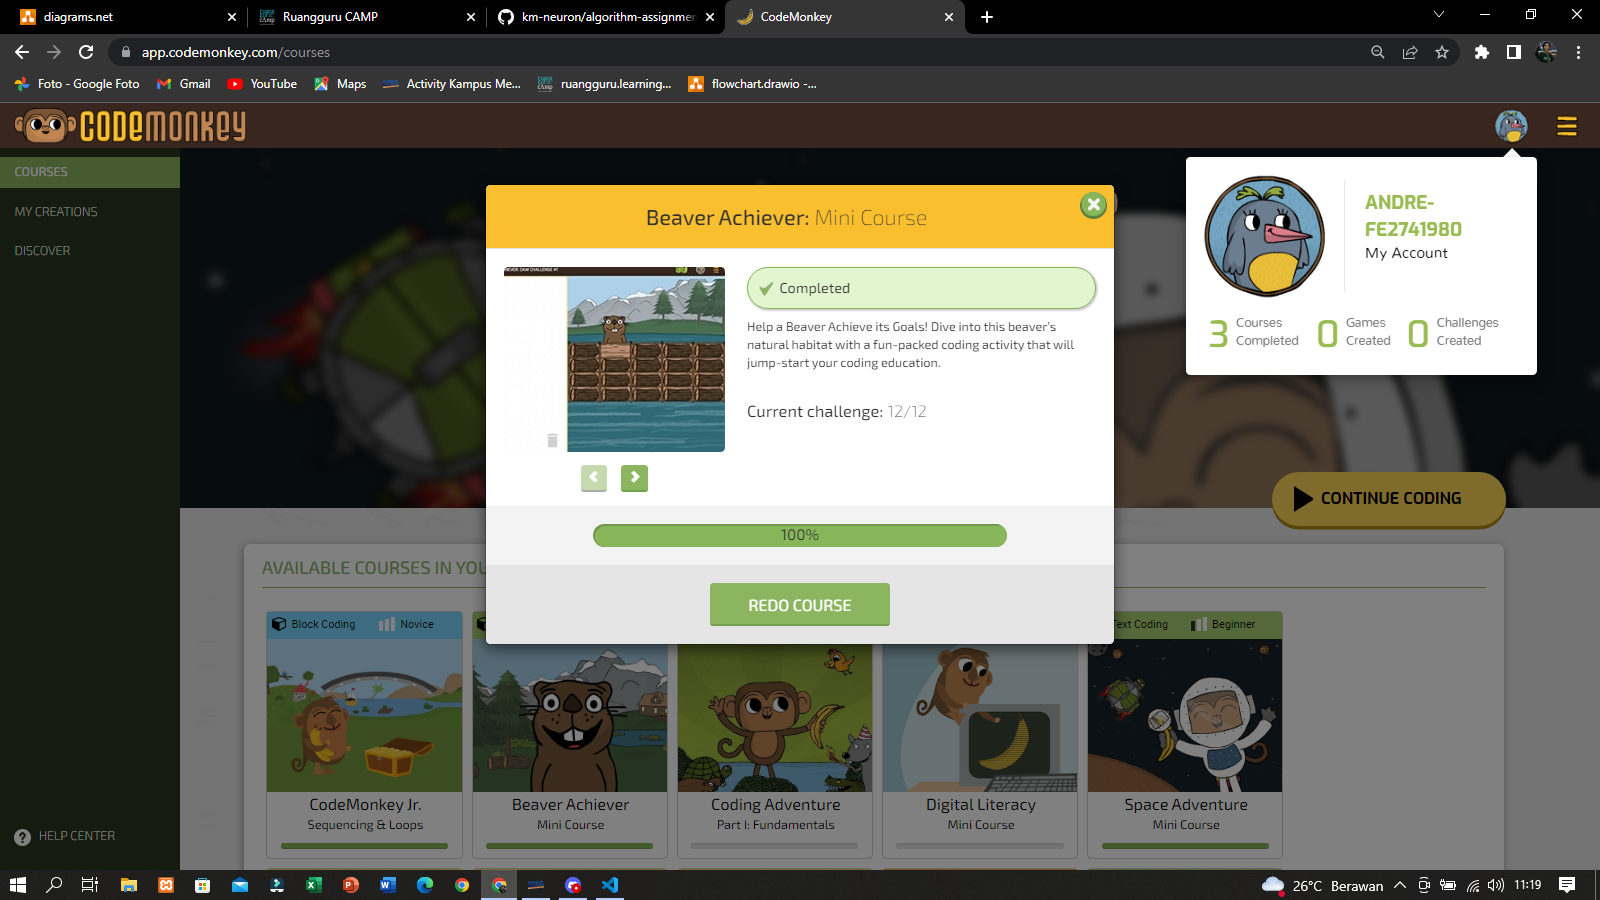 diagrams.net
Ruangguru CAMP
km-neuron/algorithm-assignmen
CodeMonkey
app.codemonkey.com/courses
Foto - Google Foto
Gmail
YouTube
Maps
Activity Kampus Me...
ruangguru.learning...
flowchart.drawio -...
CODEMONKEY
COURSES
MY CREATIONS
DISCOVER
HELP CENTER
Beaver Achiever: Mini Course
Completed
Help a Beaver Achieve its Goals! Dive into this beaver's
natural habitat with a fun-packed coding activity that will
jump-start your coding education.
Current challenge: 12/12
100%
REDO COURSE
ANDRE-
FE2741980
My Account
3 Courses Completed
0 Games Created
0 Challenges Created
CONTINUE CODING
AVAILABLE COURSES IN YOU
Block Coding
Novice
Text Coding
Beginner
CodeMonkey Jr.
Sequencing & Loops
Beaver Achiever
Mini Course
Coding Adventure
Part I: Fundamentals
Digital Literacy
Mini Course
Space Adventure
Mini Course
26°C Berawan
11:19